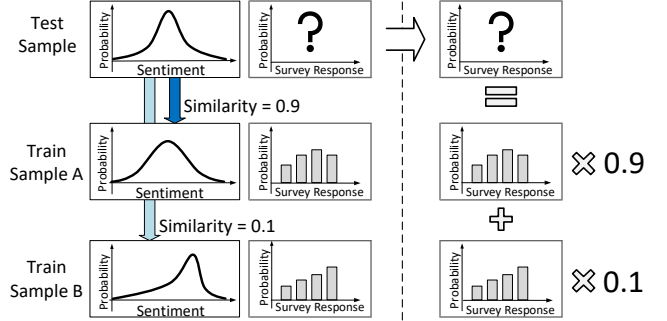 Test
Sample
Probability
Sentiment
Probability
?
Survey Response
Probability
?
Survey Response
Similarity = 0.9
Train
Sample A
Probability
Sentiment
Probability
Survey Response
Probability
Survey Response
0.9
Similarity = 0.1
Train
Sample B
Probability
Sentiment
Probability
Survey Response
Probability
Survey Response
0.1